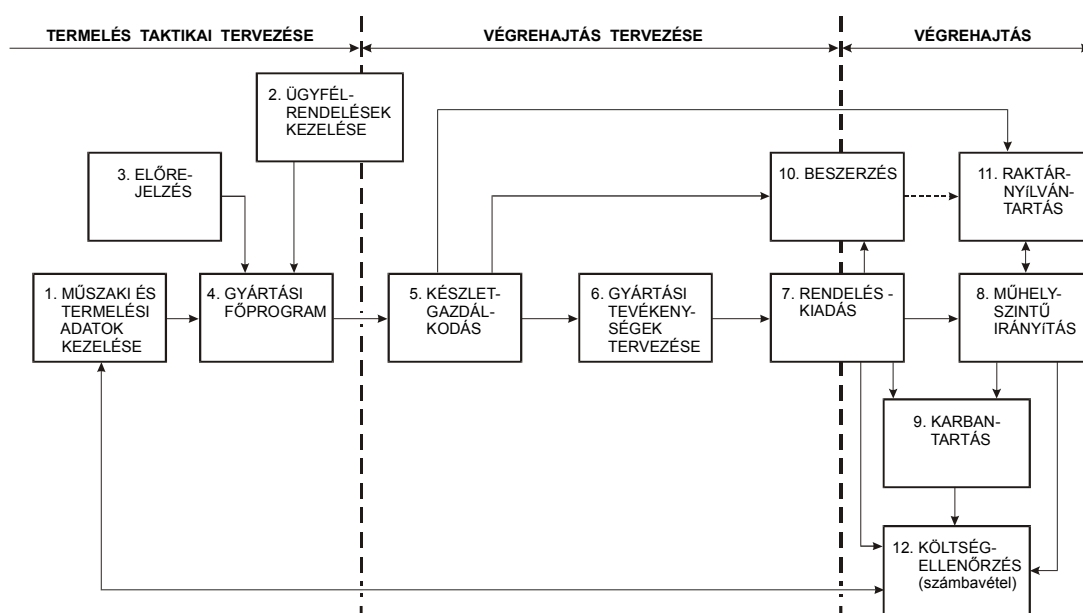 TERMELÉS TAKTIKAI TERVEZÉSE
VÉGREHAJTÁS TERVEZÉSE
VÉGREHAJTÁS
2. ÜGYFÉL-
RENDELÉSEK
KEZELÉSE
3. ELŐRE-
JELZÉS
10. BESZERZÉS
11. RAKTÁR-
NYíLVÁN-
TARTÁS
1. MŰSZAKI ÉS
TERMELÉSI
ADATOK
KEZELÉSE
4. GYÁRTÁSI
FŐPROGRAM
5. KÉSZLET-
GAZDÁL-
KODÁS
6. GYÁRTÁSI
TEVÉKENY-
SÉGEK
TERVEZÉSE
7. RENDELÉS -
KIADÁS
8. MŰHELY-
SZINTŰ
IRÁNYíTÁS
9. KARBAN-
TARTÁS
12. KÖLTSÉG-
ELLENŐRZÉS
(számbavétel)